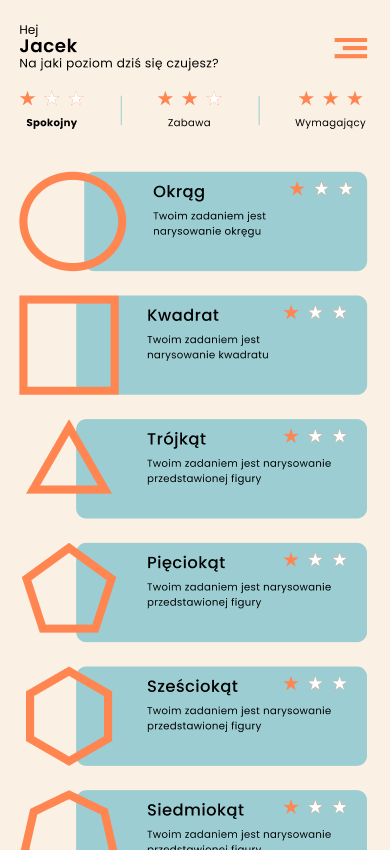 Hej
Jacek
Na jaki poziom dziś się czujesz?
Spokojny
Zabawa
Wymagający
Okrąg
Twoim zadaniem jest
narysowanie okręgu
Kwadrat
Twoim zadaniem jest
narysowanie kwadratu
Trójkąt
Twoim zadaniem jest narysowanie
przedstawionej figury
Pięciokąt
Twoim zadaniem jest narysowanie
przedstawionej figury
Sześciokąt
Twoim zadaniem jest narysowanie
przedstawionej figury
Siedmiokąt
Twoim zadaniem jest narysowanie
przedstawionej figury